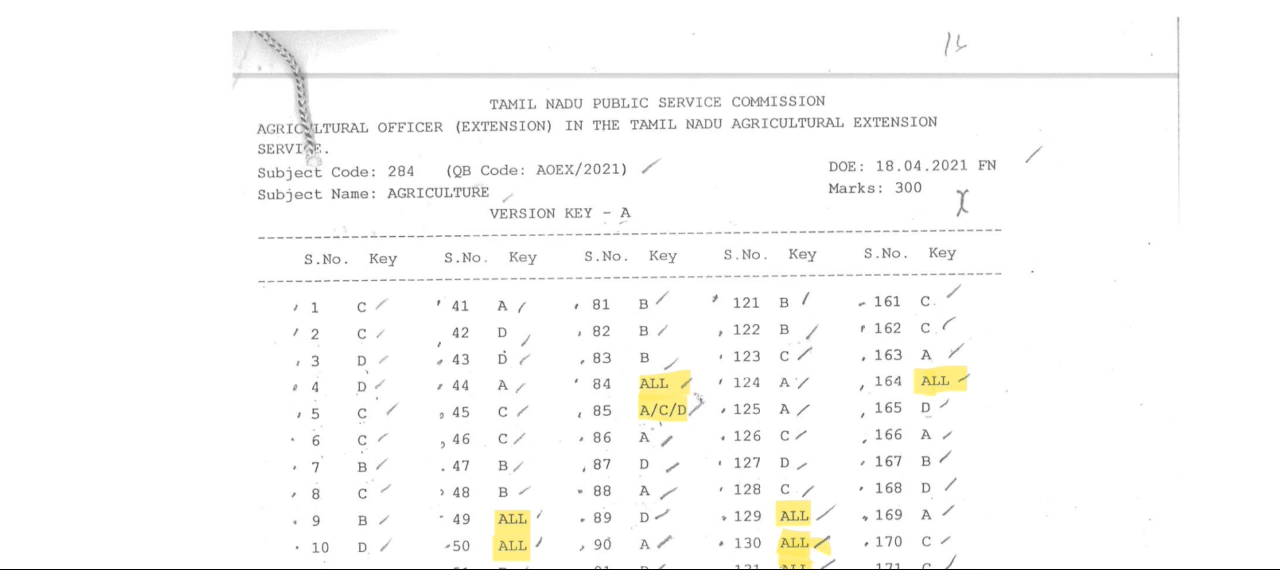 16
TAMIL NADU PUBLIC SERVICE COMMISSION
AGRICULTURAL OFFICER (EXTENSION) IN THE TAMIL NADU AGRICULTURAL EXTENSION
SERVICE.
Subject Code: 284 (QB Code: AOEX/2021) DOE: 18.04.2021 FN
Subject Name: AGRICULTURE Marks: 300
VERSION KEY - A
S.No. Key S.No. Key S.No. Key S.No. Key S.No. Key
1 C 41 A 81 B 121 B 161 C
2 C 42 D 82 B 122 B 162 C
3 D 43 D 83 B 123 C 163 A
4 D 44 A 84 ALL 124 A 164 ALL
5 C 45 C 85 A/C/D 125 A 165 D
6 C 46 C 86 A 126 C 166 A
7 B 47 B 87 D 127 D 167 B
8 C 48 B 88 A 128 C 168 D
9 B 49 ALL 89 D 129 ALL 169 A
10 D 50 ALL 90 A 130 ALL 170 C
131 ALL 171 C